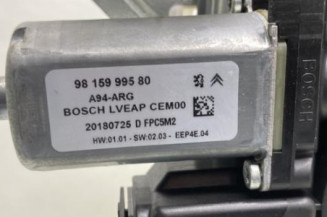 98 159 995 80
A94-ARG
BOSCH LVEAP CEM00
20180725 D FPC5M2
HW:01.01 - SW:02.03 - EEP4E.04
BOSCH